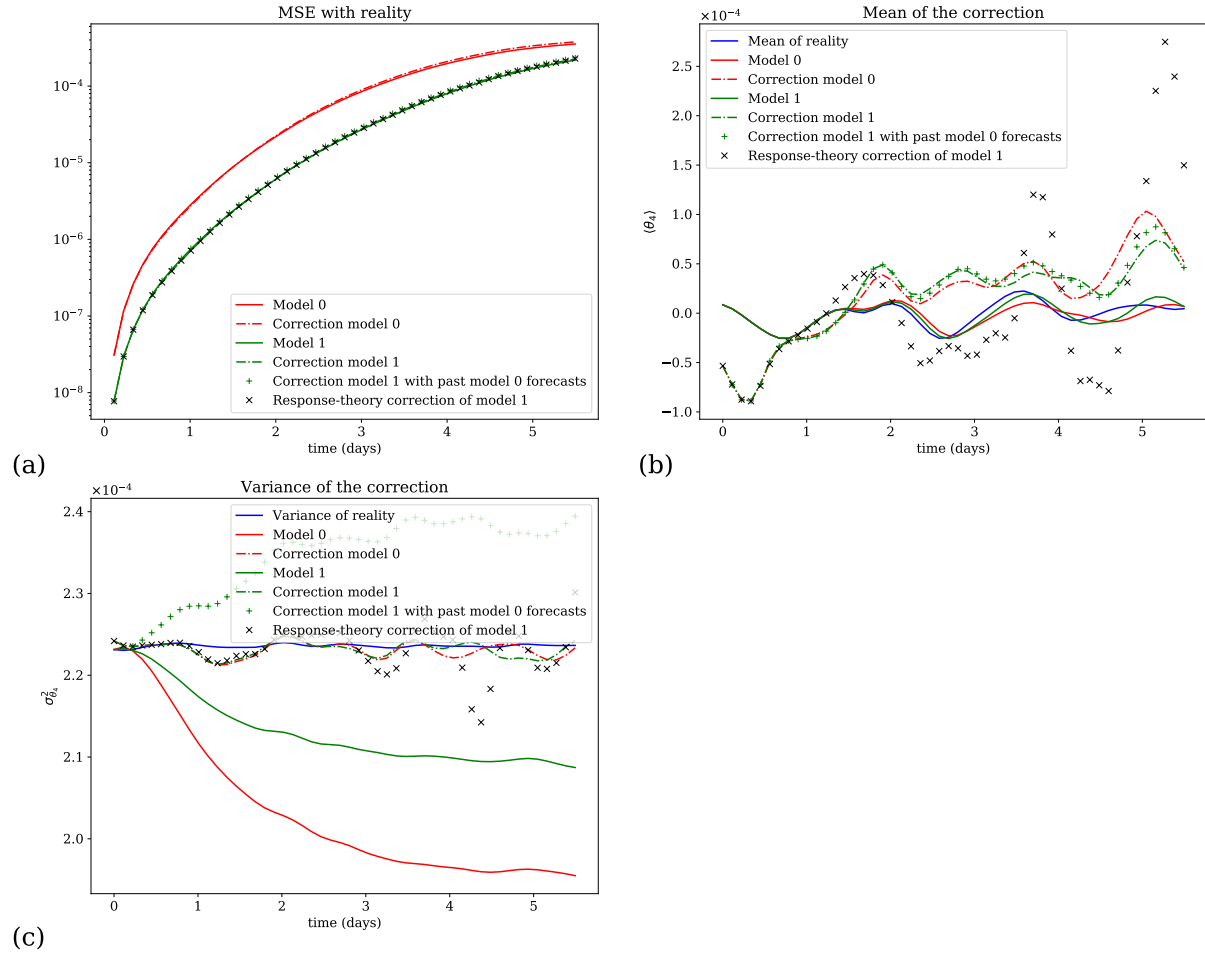 MSE with reality
10⁻⁴
10⁻⁵
10⁻⁶
10⁻⁷
10⁻⁸
Model 0
Correction model 0
Model 1
Correction model 1
Correction model 1 with past model 0 forecasts
Response-theory correction of model 1
0 1 2 3 4 5
time (days)
(a)
Mean of the correction
×10⁻⁴
Mean of reality
Model 0
Correction model 0
Model 1
Correction model 1
Correction model 1 with past model 0 forecasts
Response-theory correction of model 1
2.5
2.0
1.5
1.0
0.5
0.0
−0.5
−1.0
⟨θ₄⟩
0 1 2 3 4 5
time (days)
(b)
Variance of the correction
×10⁻⁴
Variance of reality
Model 0
Correction model 0
Model 1
Correction model 1
Correction model 1 with past model 0 forecasts
Response-theory correction of model 1
2.4
2.3
2.2
2.1
2.0
σ²θ₄
0 1 2 3 4 5
time (days)
(c)